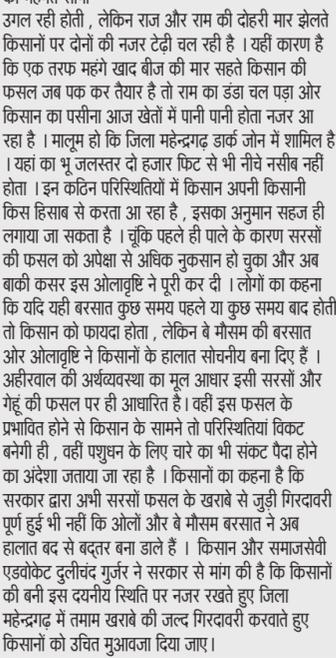 उगल रही होती , लेकिन राज और राम की दोहरी मार झेलते
किसानों पर दोनों की नजर टेढ़ी चल रही है । यहीं कारण है
कि एक तरफ महंगे खाद बीज की मार सहते किसान की
फसल जब पक कर तैयार है तो राम का डंडा चल पड़ा ओर
किसान का पसीना आज खेतों में पानी पानी होता नजर आ
रहा है । मालूम हो कि जिला महेन्द्रगढ़ डार्क जोन में शामिल है
। यहां का भू जलस्तर दो हजार फिट से भी नीचे नसीब नहीं
होता । इन कठिन परिस्थितियों में किसान अपनी किसानी
किस हिसाब से करता आ रहा है , इसका अनुमान सहज ही
लगाया जा सकता है । चूंकि पहले ही पाले के कारण सरसों
की फसल को अपेक्षा से अधिक नुकसान हो चुका और अब
बाकी कसर इस ओलावृष्टि ने पूरी कर दी । लोगों का कहना
कि यदि यही बरसात कुछ समय पहले या कुछ समय बाद होती
तो किसान को फायदा होता , लेकिन बे मौसम की बरसात
ओर ओलावृष्टि ने किसानों के हालात सोचनीय बना दिए हैं ।
अहीरवाल की अर्थव्यवस्था का मूल आधार इसी सरसों और
गेहूं की फसल पर ही आधारित है। वहीं इस फसल के
प्रभावित होने से किसान के सामने तो परिस्थितियां विकट
बनेगी ही , वहीं पशुधन के लिए चारे का भी संकट पैदा होने
का अंदेशा जताया जा रहा है । किसानों का कहना है कि
सरकार द्वारा अभी सरसों फसल के खराबे से जुड़ी गिरदावरी
पूर्ण हुई भी नहीं कि ओलों और बे मौसम बरसात ने अब
हालात बद से बद्तर बना डाले हैं । किसान और समाजसेवी
एडवोकेट दुलीचंद गुर्जर ने सरकार से मांग की है कि किसानों
की बनी इस दयनीय स्थिति पर नजर रखते हुए जिला
महेन्द्रगढ़ में तमाम खराबे की जल्द गिरदावरी करवाते हुए
किसानों को उचित मुआवजा दिया जाए।